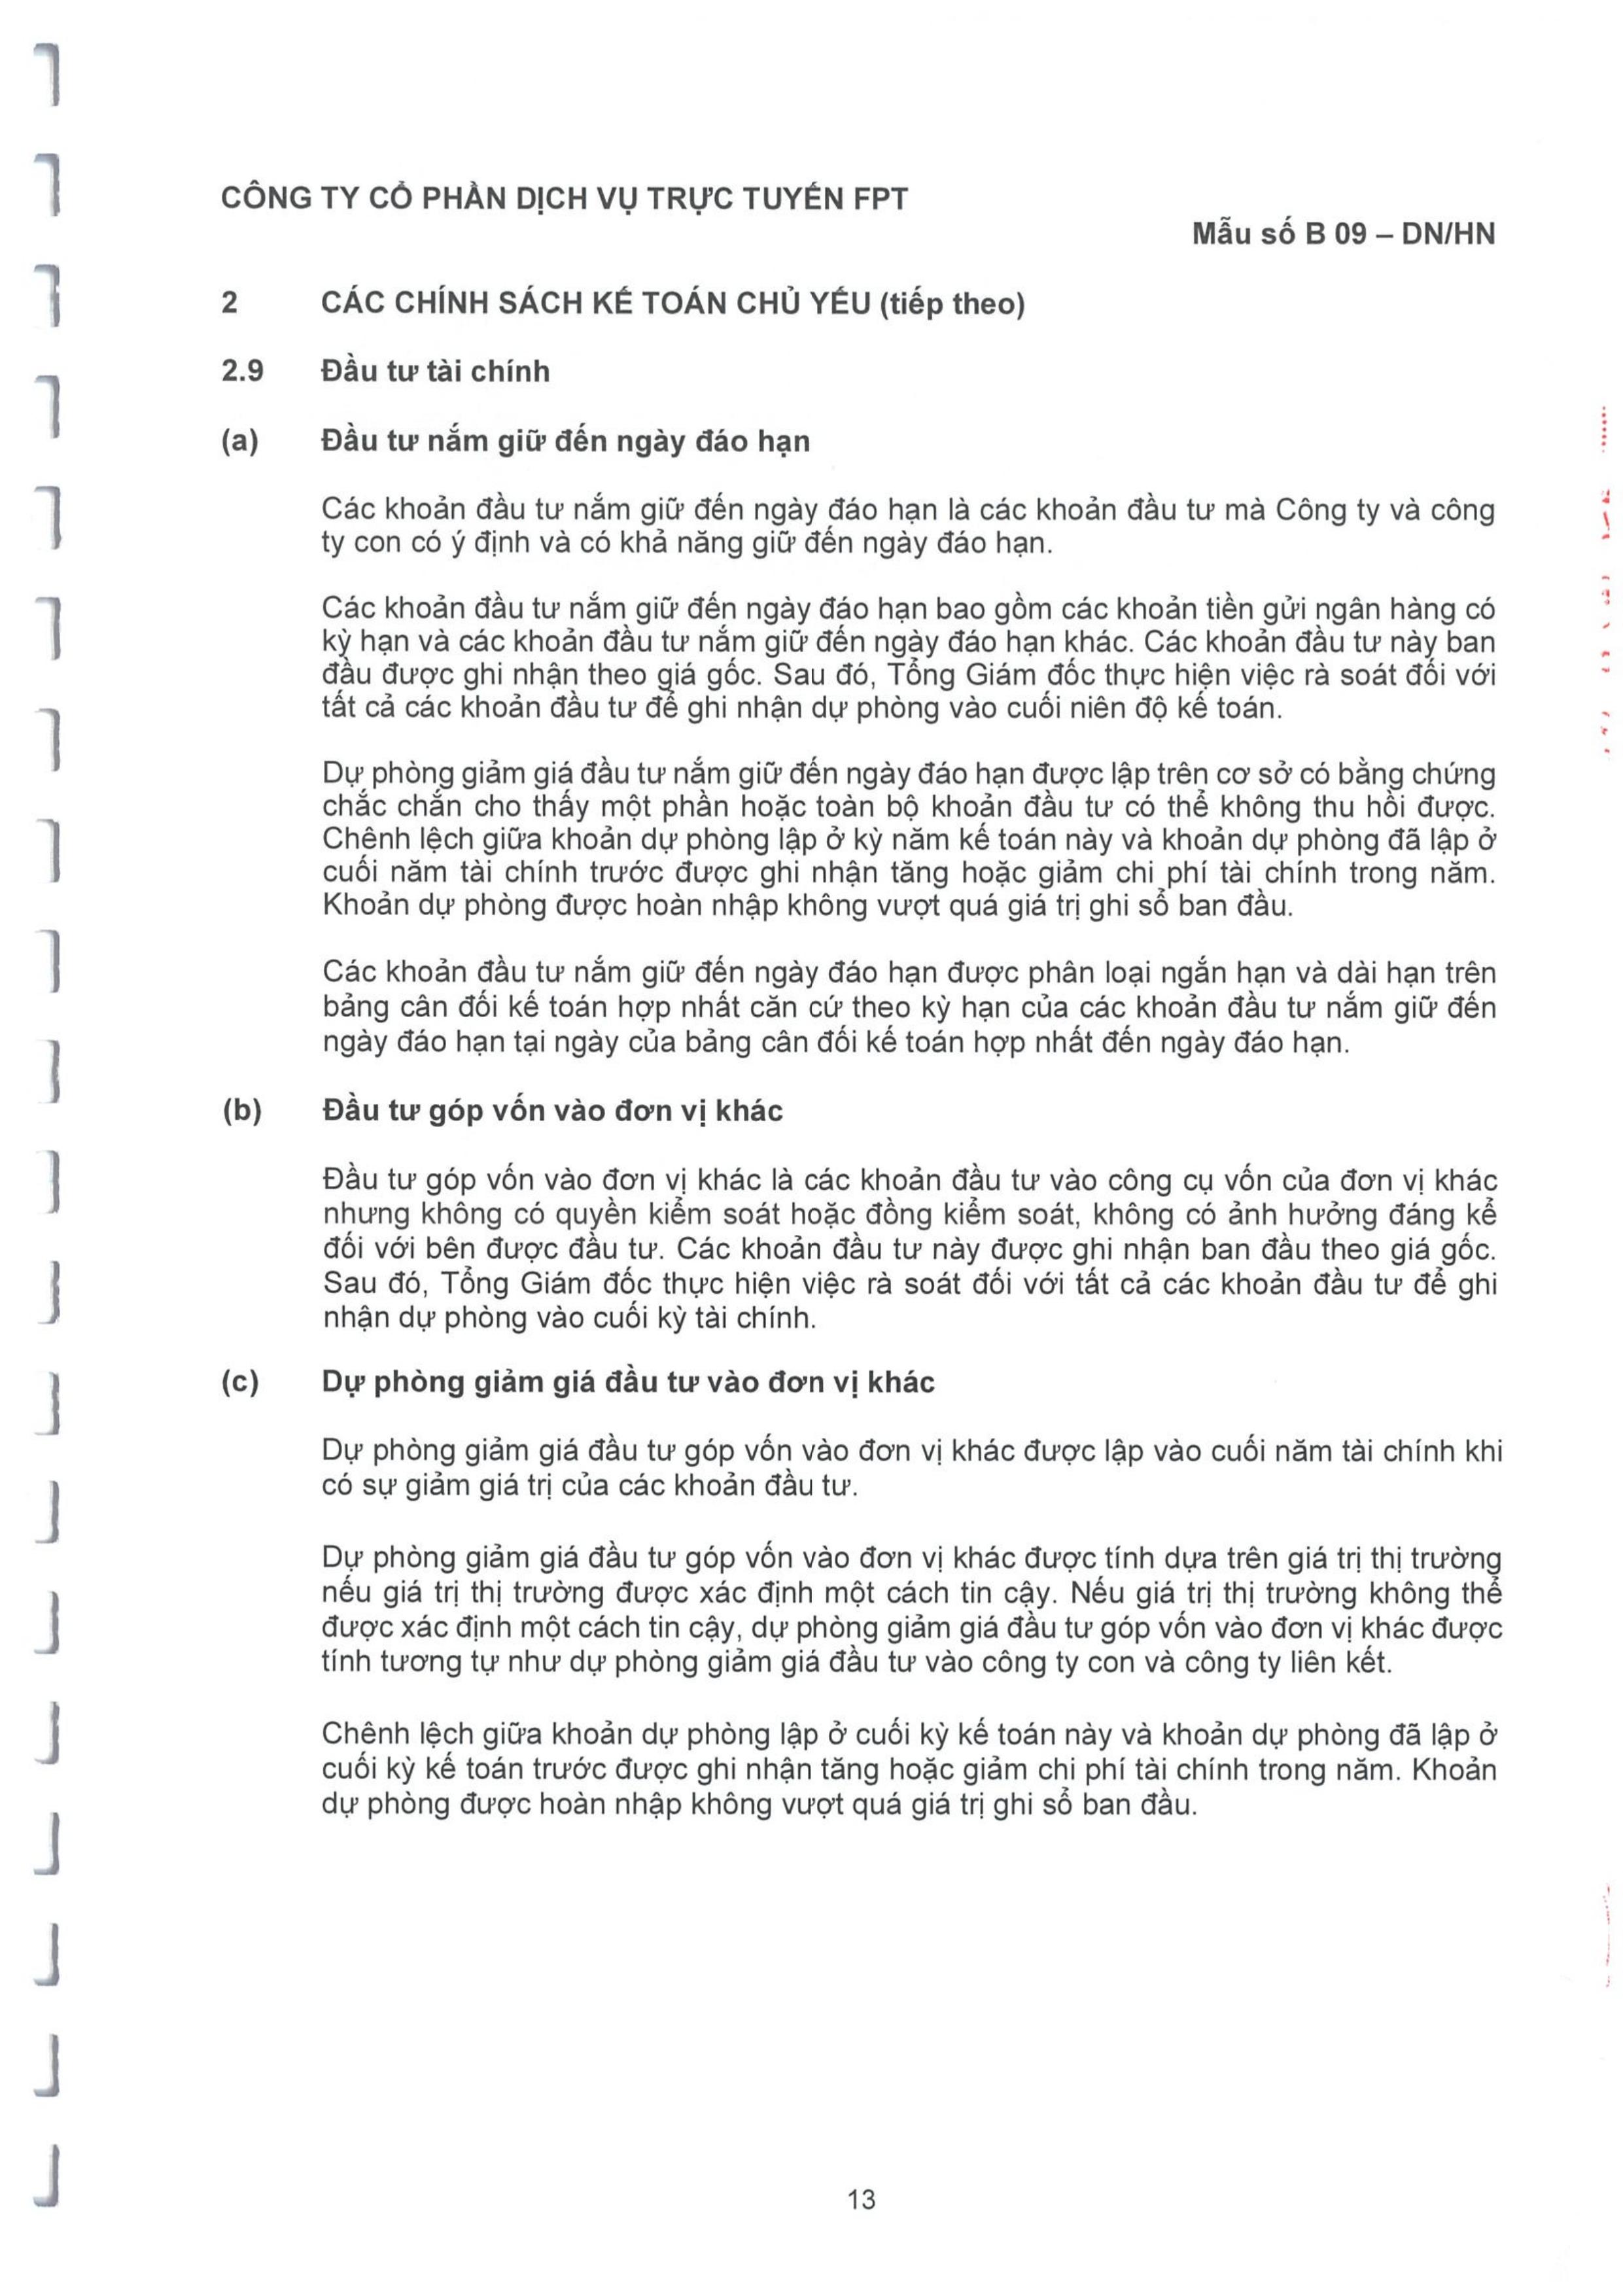 CÔNG TY CỔ PHẦN DỊCH VỤ TRỰC TUYẾN FPT
Mẫu số B 09 – DN/HN
2 CÁC CHÍNH SÁCH KẾ TOÁN CHỦ YẾU (tiếp theo)
2.9 Đầu tư tài chính
(a) Đầu tư nắm giữ đến ngày đáo hạn
Các khoản đầu tư nắm giữ đến ngày đáo hạn là các khoản đầu tư mà Công ty và công
ty con có ý định và có khả năng giữ đến ngày đáo hạn.
Các khoản đầu tư nắm giữ đến ngày đáo hạn bao gồm các khoản tiền gửi ngân hàng có
kỳ hạn và các khoản đầu tư nắm giữ đến ngày đáo hạn khác. Các khoản đầu tư này ban
đầu được ghi nhận theo giá gốc. Sau đó, Tổng Giám đốc thực hiện việc rà soát đối với
tất cả các khoản đầu tư để ghi nhận dự phòng vào cuối niên độ kế toán.
Dự phòng giảm giá đầu tư nắm giữ đến ngày đáo hạn được lập trên cơ sở có bằng chứng
chắc chắn cho thấy một phần hoặc toàn bộ khoản đầu tư có thể không thu hồi được.
Chênh lệch giữa khoản dự phòng lập ở kỳ năm kế toán này và khoản dự phòng đã lập ở
cuối năm tài chính trước được ghi nhận tăng hoặc giảm chi phí tài chính trong năm.
Khoản dự phòng được hoàn nhập không vượt quá giá trị ghi sổ ban đầu.
Các khoản đầu tư nắm giữ đến ngày đáo hạn được phân loại ngắn hạn và dài hạn trên
bảng cân đối kế toán hợp nhất căn cứ theo kỳ hạn của các khoản đầu tư nắm giữ đến
ngày đáo hạn tại ngày của bảng cân đối kế toán hợp nhất đến ngày đáo hạn.
(b) Đầu tư góp vốn vào đơn vị khác
Đầu tư góp vốn vào đơn vị khác là các khoản đầu tư vào công cụ vốn của đơn vị khác
nhưng không có quyền kiểm soát hoặc đồng kiểm soát, không có ảnh hưởng đáng kể
đối với bên được đầu tư. Các khoản đầu tư này được ghi nhận ban đầu theo giá gốc.
Sau đó, Tổng Giám đốc thực hiện việc rà soát đối với tất cả các khoản đầu tư để ghi
nhận dự phòng vào cuối kỳ tài chính.
(c) Dự phòng giảm giá đầu tư vào đơn vị khác
Dự phòng giảm giá đầu tư góp vốn vào đơn vị khác được lập vào cuối năm tài chính khi
có sự giảm giá trị của các khoản đầu tư.
Dự phòng giảm giá đầu tư góp vốn vào đơn vị khác được tính dựa trên giá trị thị trường
nếu giá trị thị trường được xác định một cách tin cậy. Nếu giá trị thị trường không thể
được xác định một cách tin cậy, dự phòng giảm giá đầu tư góp vốn vào đơn vị khác được
tính tương tự như dự phòng giảm giá đầu tư vào công ty con và công ty liên kết.
Chênh lệch giữa khoản dự phòng lập ở cuối kỳ kế toán này và khoản dự phòng đã lập ở
cuối kỳ kế toán trước được ghi nhận tăng hoặc giảm chi phí tài chính trong năm. Khoản
dự phòng được hoàn nhập không vượt quá giá trị ghi sổ ban đầu.
13